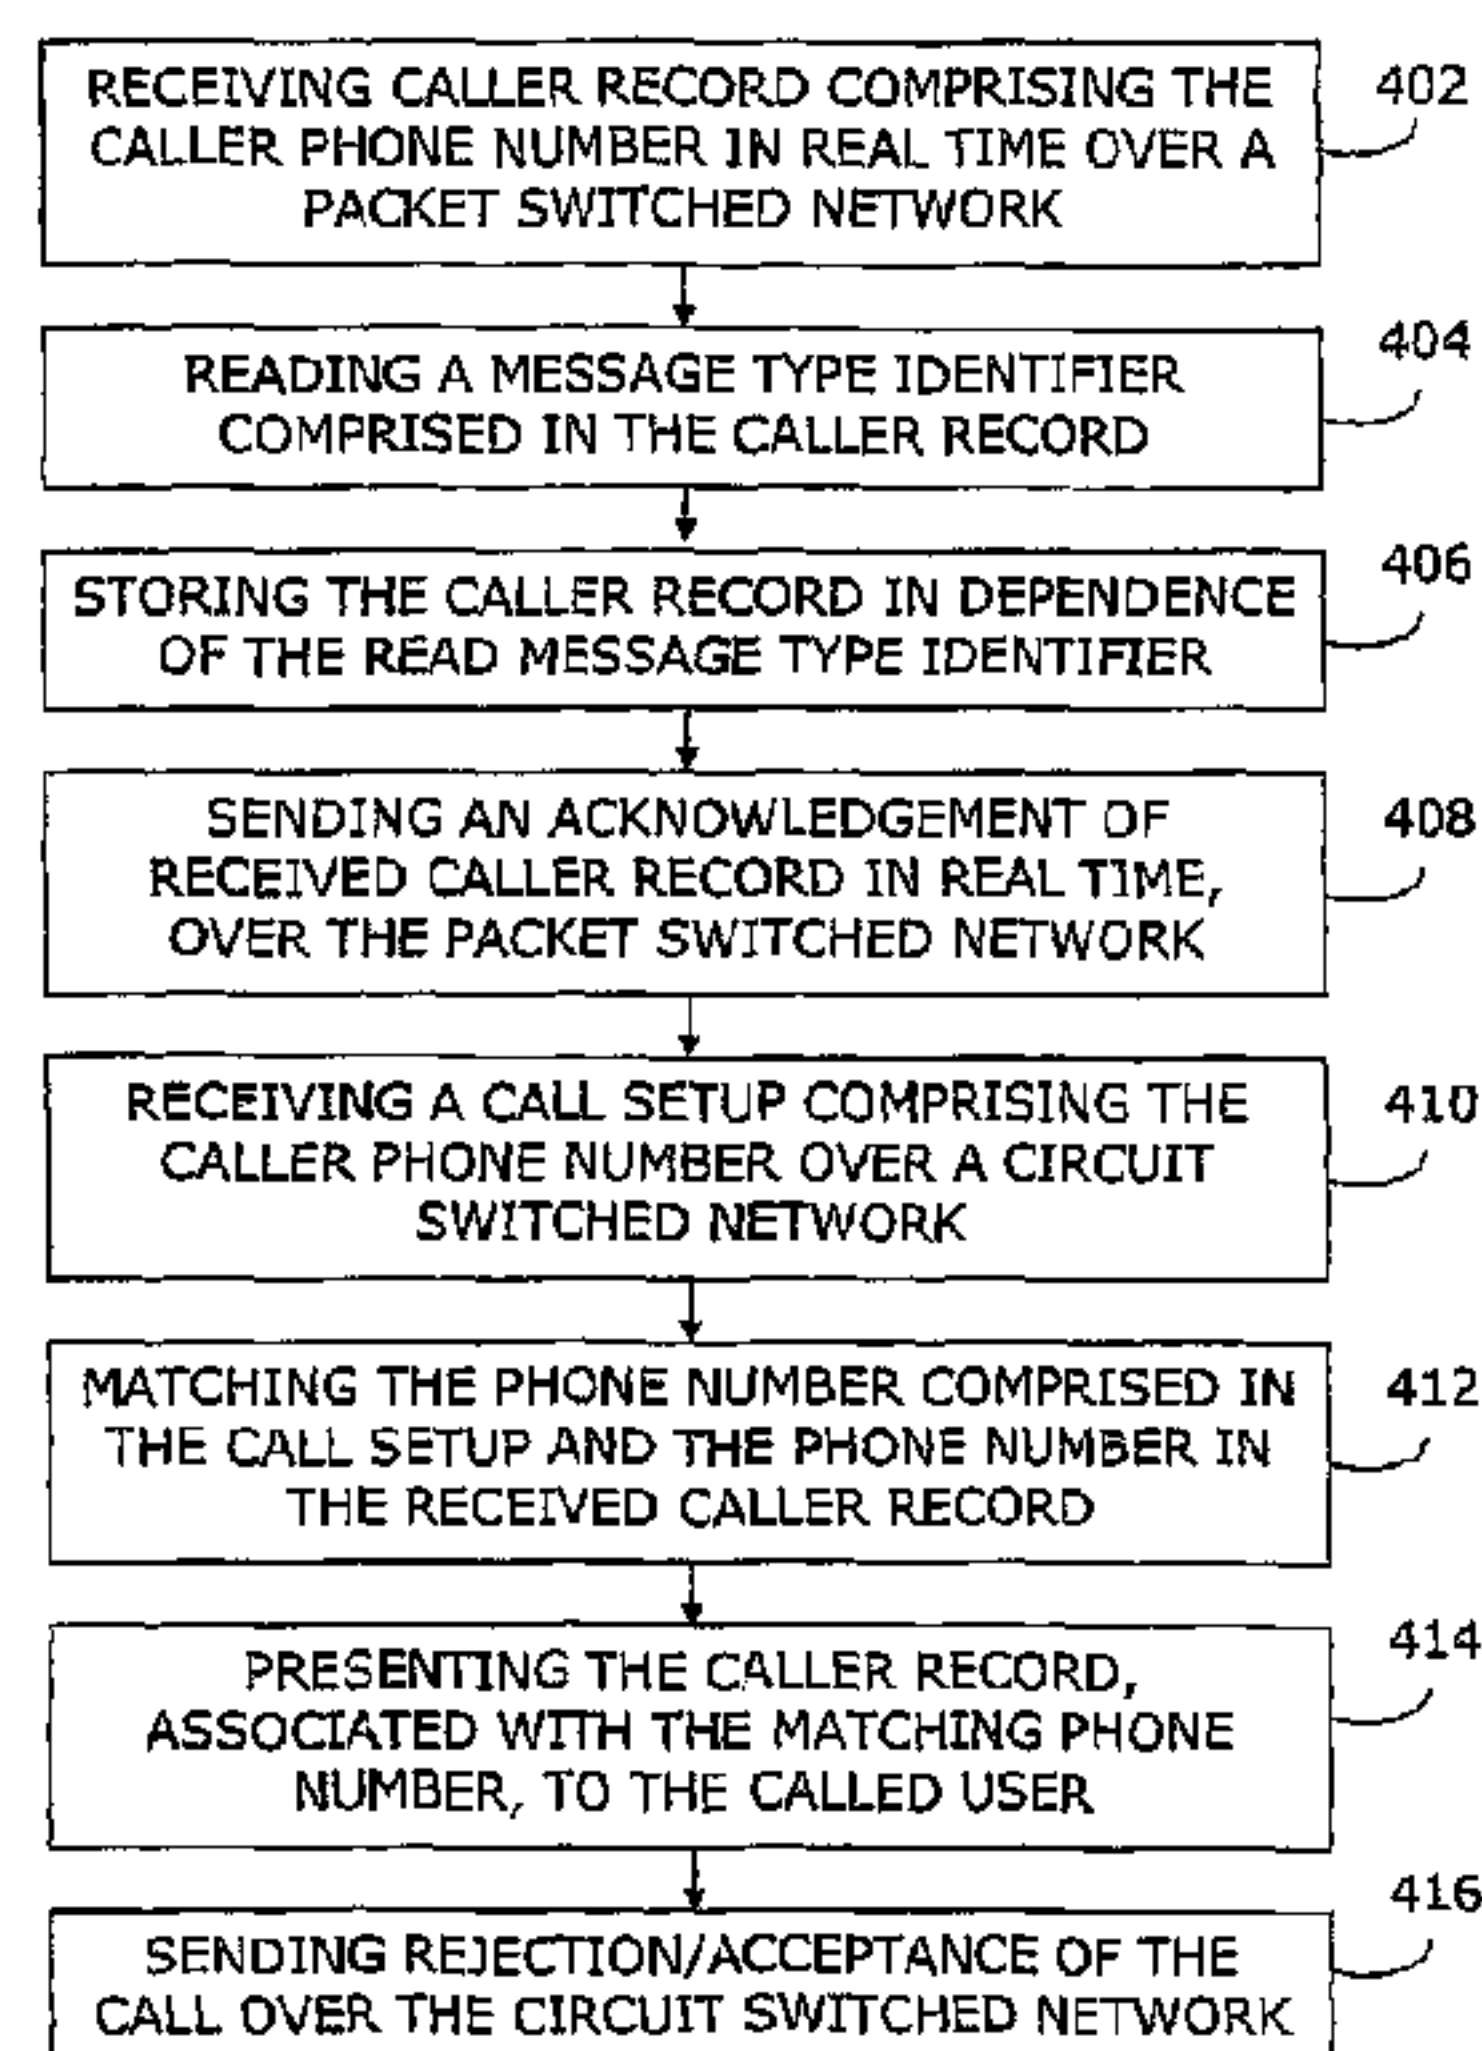 RECEIVING CALLER RECORD COMPRISING THE
CALLER PHONE NUMBER IN REAL TIME OVER A
PACKET SWITCHED NETWORK
402
READING A MESSAGE TYPE IDENTIFIER
COMPRISED IN THE CALLER RECORD
404
STORING THE CALLER RECORD IN DEPENDENCE
OF THE READ MESSAGE TYPE IDENTIFIER
406
SENDING AN ACKNOWLEDGEMENT OF
RECEIVED CALLER RECORD IN REAL TIME,
OVER THE PACKET SWITCHED NETWORK
408
RECEIVING A CALL SETUP COMPRISING THE
CALLER PHONE NUMBER OVER A CIRCUIT
SWITCHED NETWORK
410
MATCHING THE PHONE NUMBER COMPRISED IN
THE CALL SETUP AND THE PHONE NUMBER IN
THE RECEIVED CALLER RECORD
412
PRESENTING THE CALLER RECORD,
ASSOCIATED WITH THE MATCHING PHONE
NUMBER, TO THE CALLED USER
414
SENDING REJECTION/ACCEPTANCE OF THE
CALL OVER THE CIRCUIT SWITCHED NETWORK
416